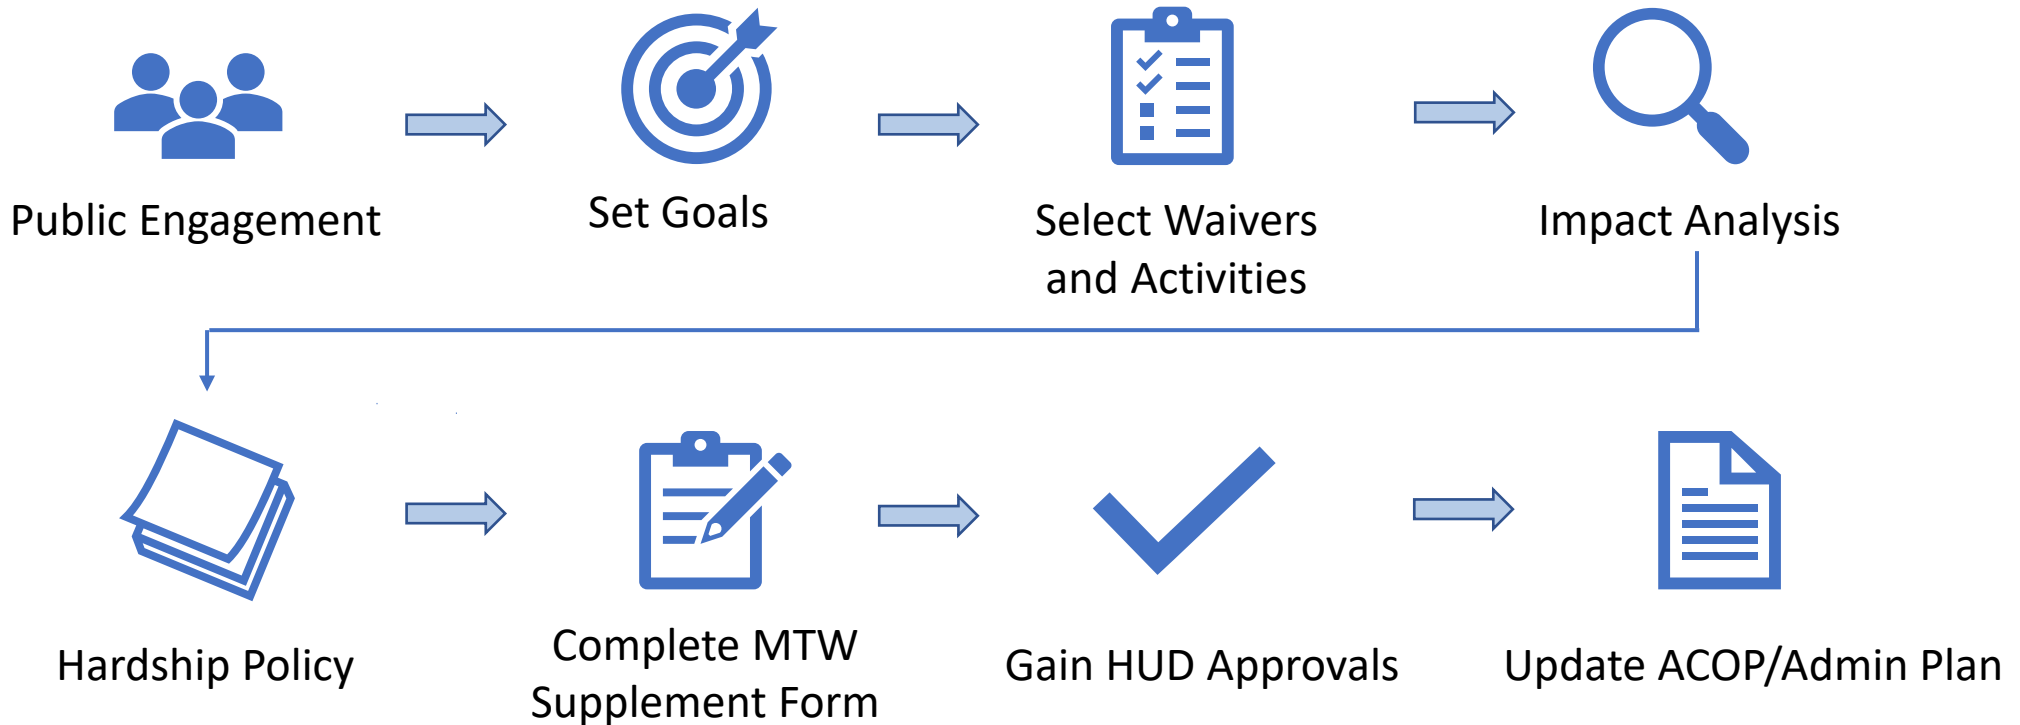 Public Engagement
Set Goals
Select Waivers
and Activities
Impact Analysis
Hardship Policy
Complete MTW
Supplement Form
Gain HUD Approvals
Update ACOP/Admin Plan